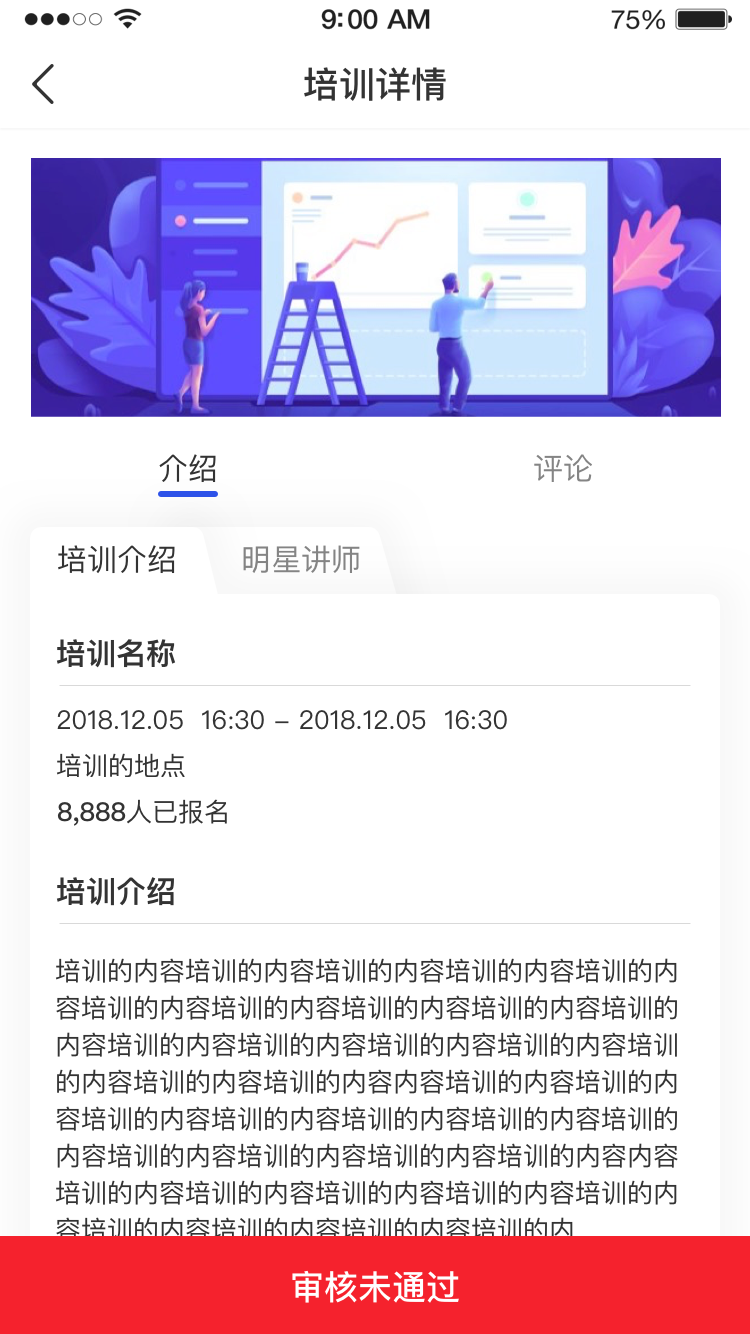 9:00 AM
75%
培训详情
介绍
评论
培训介绍
明星讲师
培训名称
2018.12.05 16:30 – 2018.12.05 16:30
培训的地点
8,888人已报名
培训介绍
培训的内容培训的内容培训的内容培训的内容培训的内
容培训的内容培训的内容培训的内容培训的内容培训的
内容培训的内容培训的内容培训的内容培训的内容培训
的内容培训的内容培训的内容内容培训的内容培训的内
容培训的内容培训的内容培训的内容培训的内容培训的
内容培训的内容培训的内容培训的内容培训的内容内容
培训的内容培训的内容培训的内容培训的内容培训的内
容培训的内容培训的内容培训的内容培训的内
审核未通过